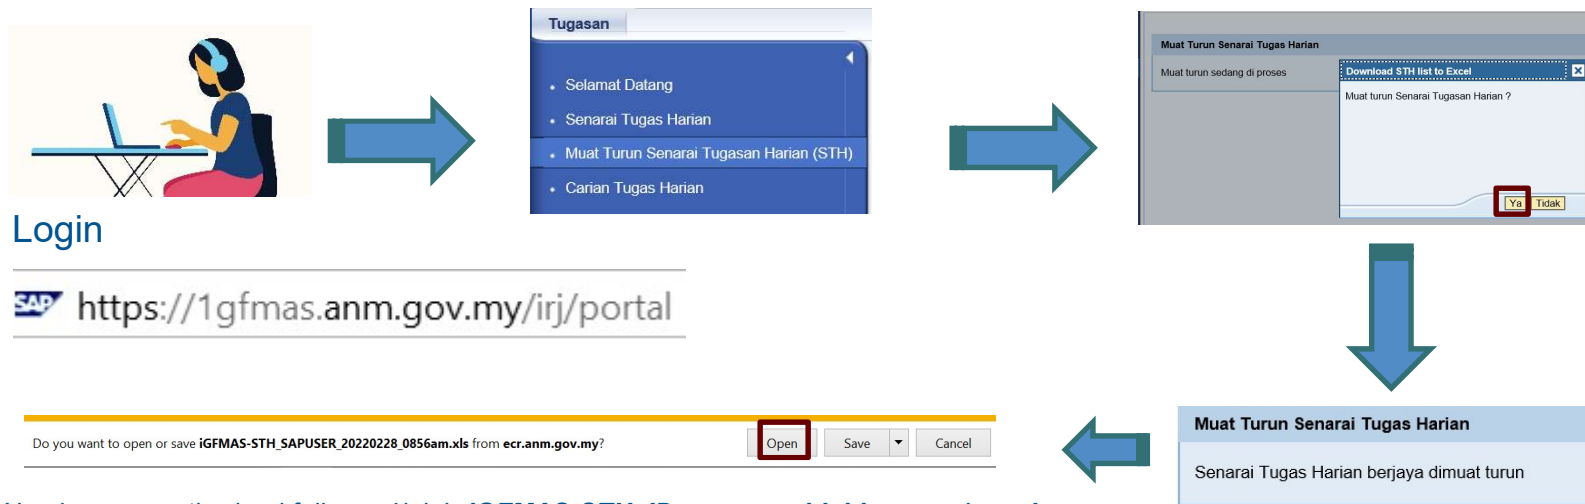 Tugasan
Selamat Datang
Senarai Tugas Harian
Muat Turun Senarai Tugasan Harian (STH)
Carian Tugas Harian
Muat Turun Senarai Tugas Harian
Muat turun sedang di proses
Download STH list to Excel
Muat turun Senarai Tugasan Harian ?
Ya Tidak
Login
SAP https://1gfmas.anm.gov.my/irj/portal
Do you want to open or save iGFMAS-STH_SAPUSER_20220228_0856am.xls from ecr.anm.gov.my?
Open Save Cancel
Muat Turun Senarai Tugas Harian
Senarai Tugas Harian berjaya dimuat turun